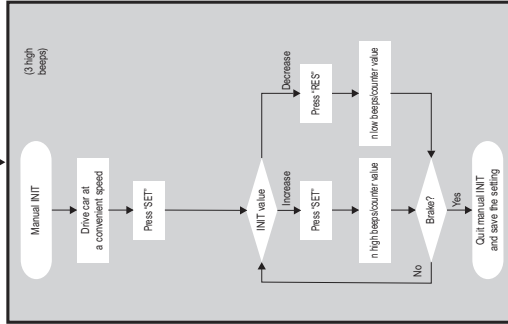 Manual INIT
(3 high
beeps)
Drive car at
a convenient speed
Press "SET"
INIT value
Increase
Decrease
Press "SET"
Press "RES"
n high beeps/counter value
n low beeps/counter value
Brake?
No
Yes
Quit manual INIT
and save the setting